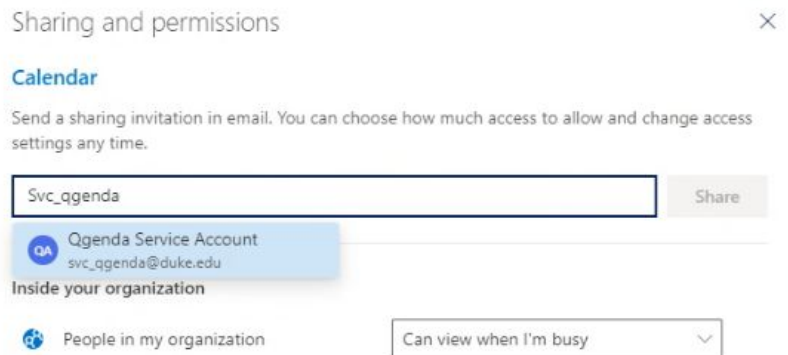 Sharing and permissions
Calendar
Send a sharing invitation in email. You can choose how much access to allow and change access
settings any time.
Svc_qgenda
Share
QA
Qgenda Service Account
svc_qgenda@duke.edu
Inside your organization
People in my organization
Can view when I'm busy